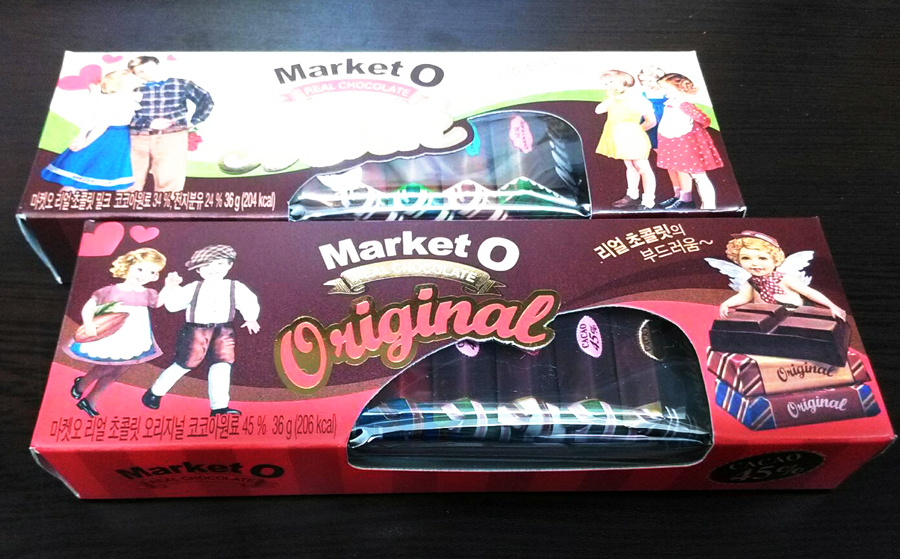 Market O
REAL CHOCOLATE
마켓오 리얼 초콜릿 밀크 코코아원료 34 %, 전지분유 24 % 36 g (204 kcal)
Market O
REAL CHOCOLATE
Original
리얼 초콜릿의
부드러움~
CACAO
45%
Original
Original
마켓오 리얼 초콜릿 오리지널 코코아원료 45 % 36 g (206 kcal)
Market O
REAL CHOCOLATE
CACAO
45%